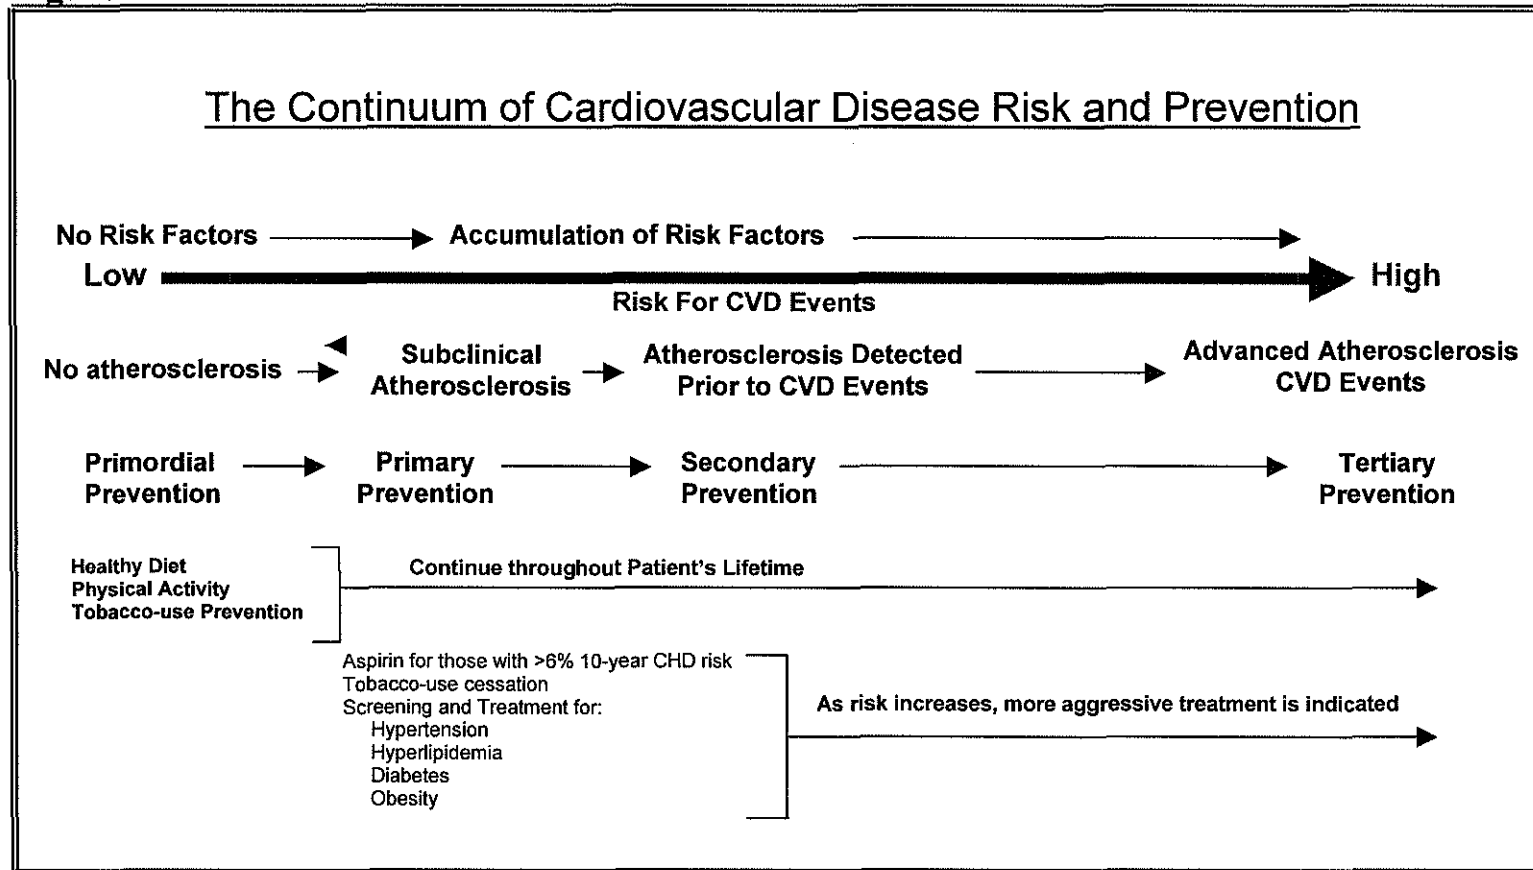 The Continuum of Cardiovascular Disease Risk and Prevention
No Risk Factors
Accumulation of Risk Factors
Low
High
Risk For CVD Events
No atherosclerosis
Subclinical
Atherosclerosis
Atherosclerosis Detected
Prior to CVD Events
Advanced Atherosclerosis
CVD Events
Primordial
Prevention
Primary
Prevention
Secondary
Prevention
Tertiary
Prevention
Healthy Diet
Physical Activity
Tobacco-use Prevention
Continue throughout Patient's Lifetime
Aspirin for those with >6% 10-year CHD risk
Tobacco-use cessation
Screening and Treatment for:
Hypertension
Hyperlipidemia
Diabetes
Obesity
As risk increases, more aggressive treatment is indicated